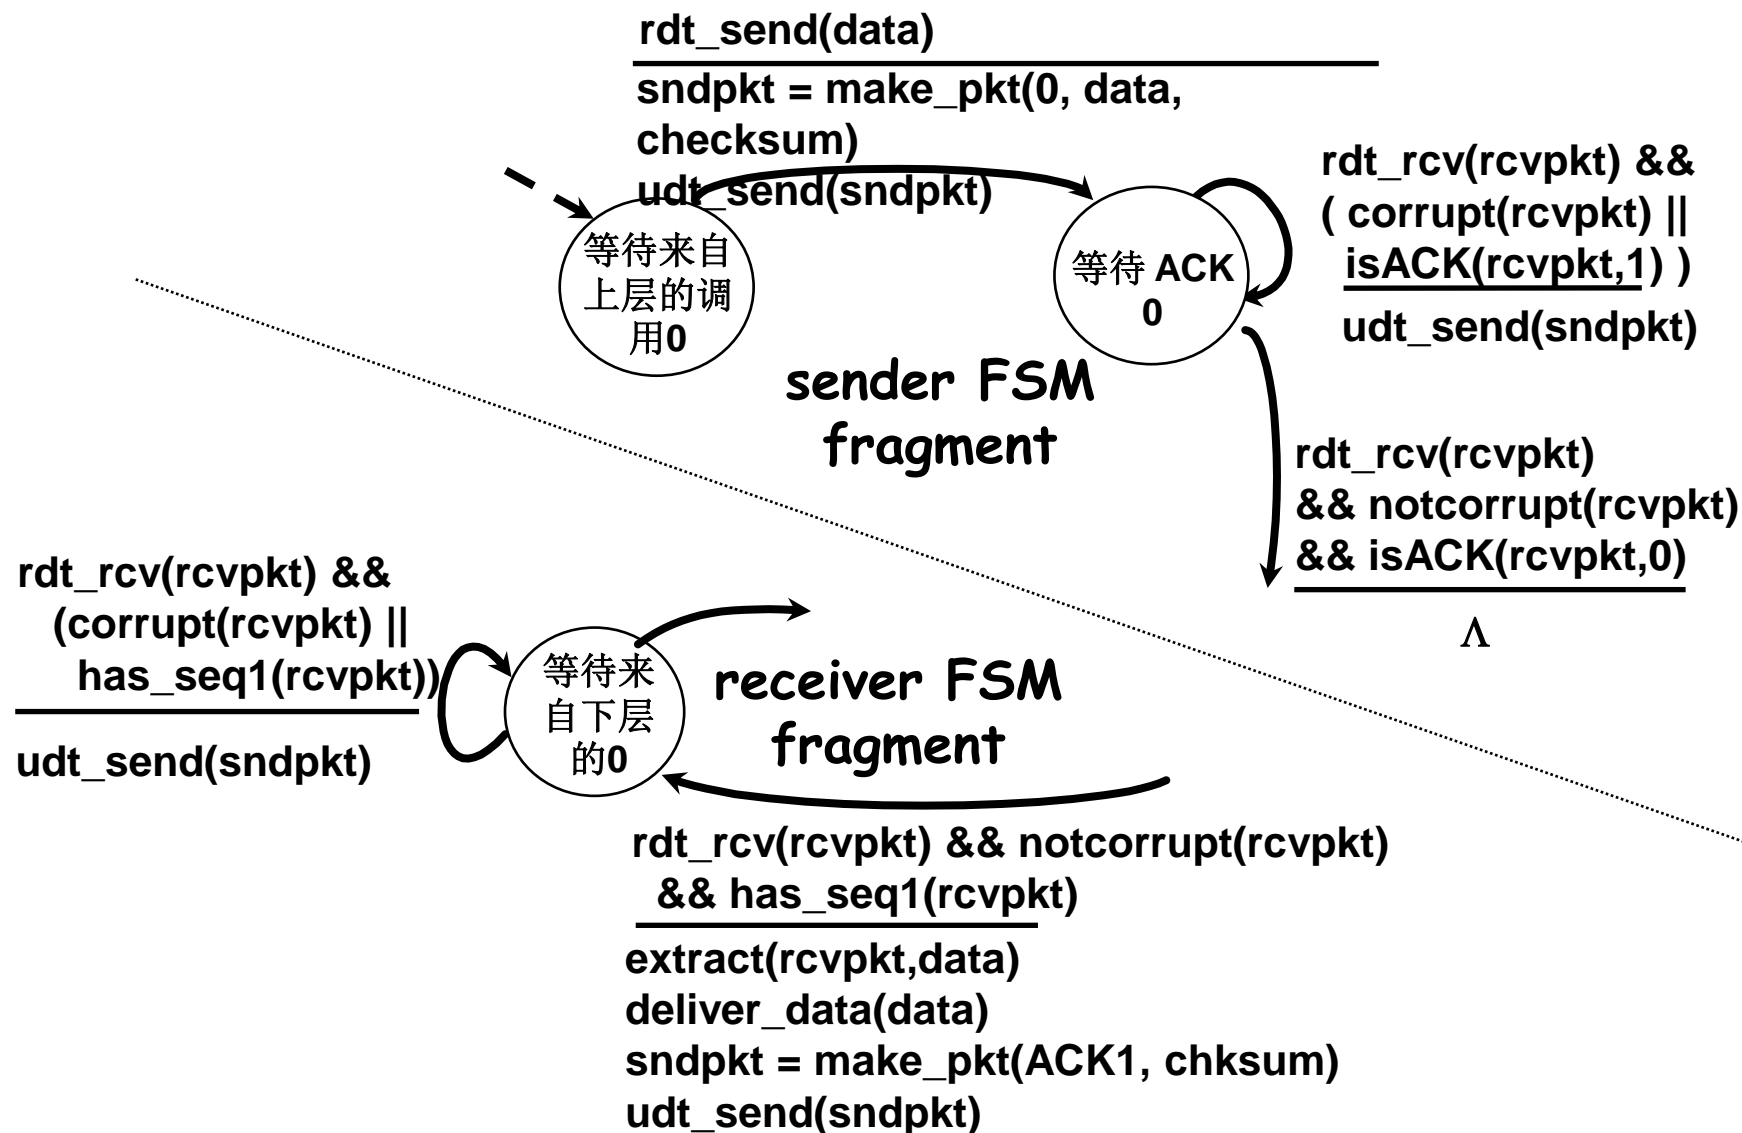 rdt_send(data)
sndpkt = make_pkt(0, data,
checksum)
udt_send(sndpkt)
等待来自
上层的调
用0
等待 ACK
0
rdt_rcv(rcvpkt) &&
( corrupt(rcvpkt) ||
isACK(rcvpkt,1) )
udt_send(sndpkt)
sender FSM
fragment
rdt_rcv(rcvpkt)
&& notcorrupt(rcvpkt)
&& isACK(rcvpkt,0)
Λ
rdt_rcv(rcvpkt) &&
(corrupt(rcvpkt) ||
has_seq1(rcvpkt))
udt_send(sndpkt)
等待来
自下层
的0
receiver FSM
fragment
rdt_rcv(rcvpkt) && notcorrupt(rcvpkt)
&& has_seq1(rcvpkt)
extract(rcvpkt,data)
deliver_data(data)
sndpkt = make_pkt(ACK1, chksum)
udt_send(sndpkt)